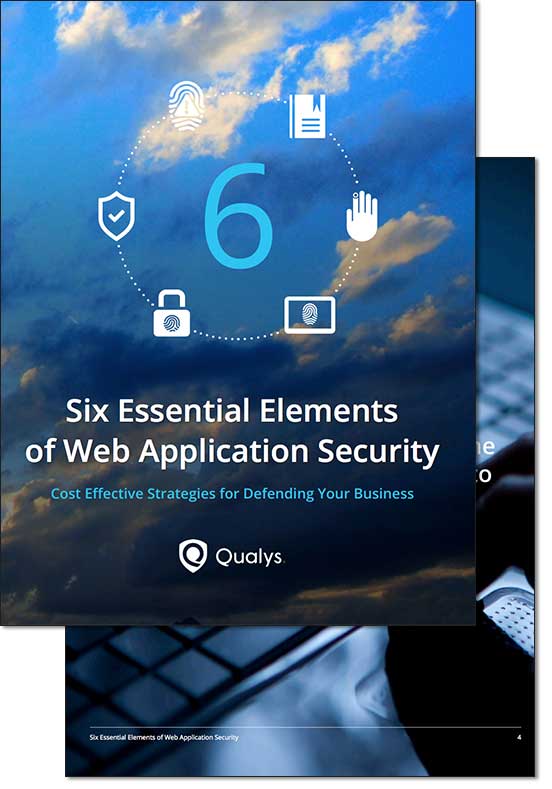 6
Six Essential Elements
of Web Application Security
Cost Effective Strategies for Defending Your Business
Qualys.
to
Six Essential Elements of Web Application Security 4